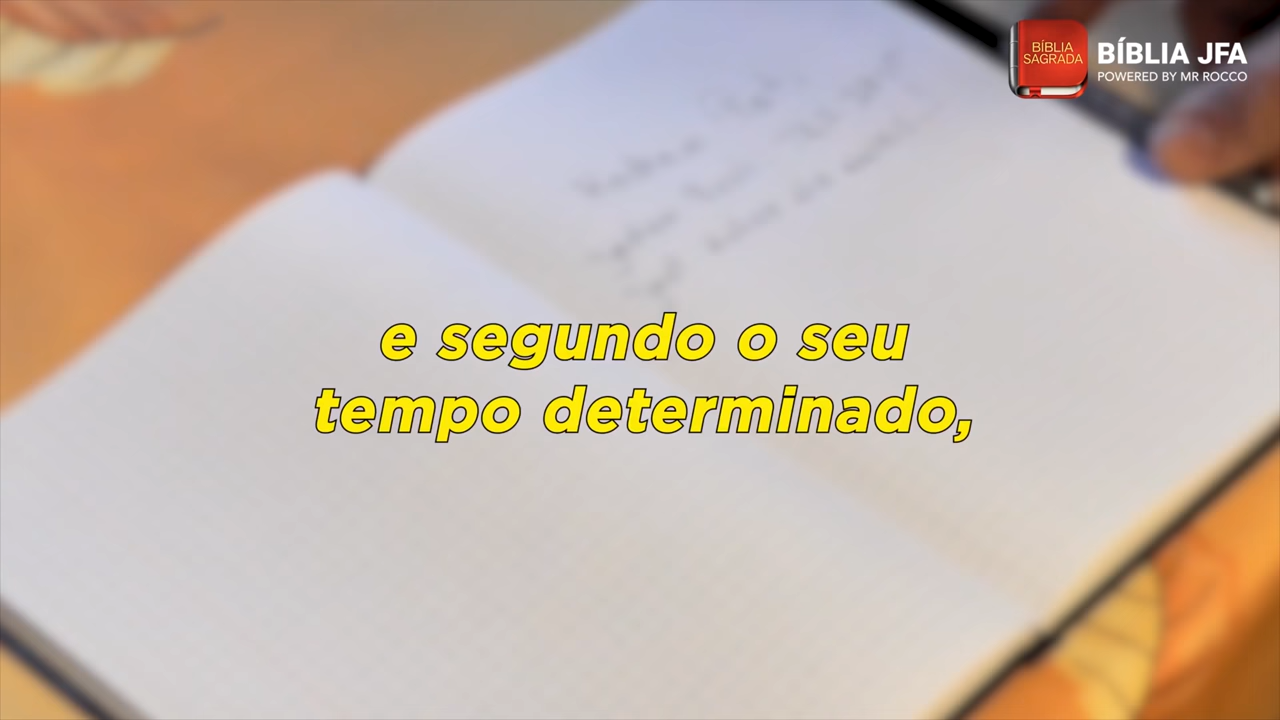 BÍBLIA
SAGRADA
BÍBLIA JFA
POWERED BY MR ROCCO
e segundo o seu
tempo determinado,